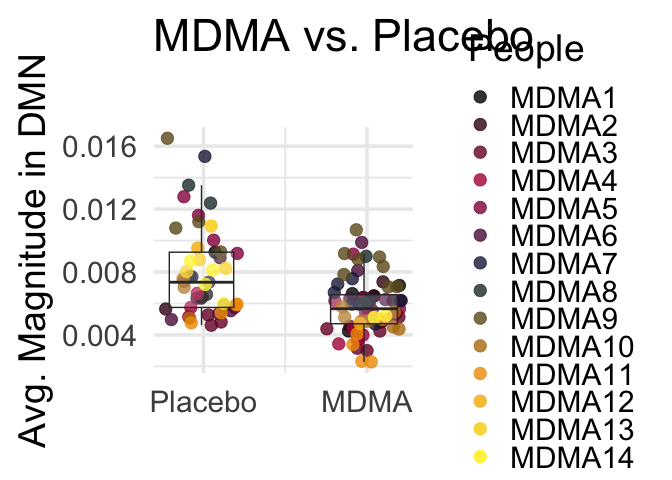 MDMA vs. Placebo
People
Avg. Magnitude in DMN
0.016
0.012
0.008
0.004
Placebo
MDMA
MDMA1
MDMA2
MDMA3
MDMA4
MDMA5
MDMA6
MDMA7
MDMA8
MDMA9
MDMA10
MDMA11
MDMA12
MDMA13
MDMA14